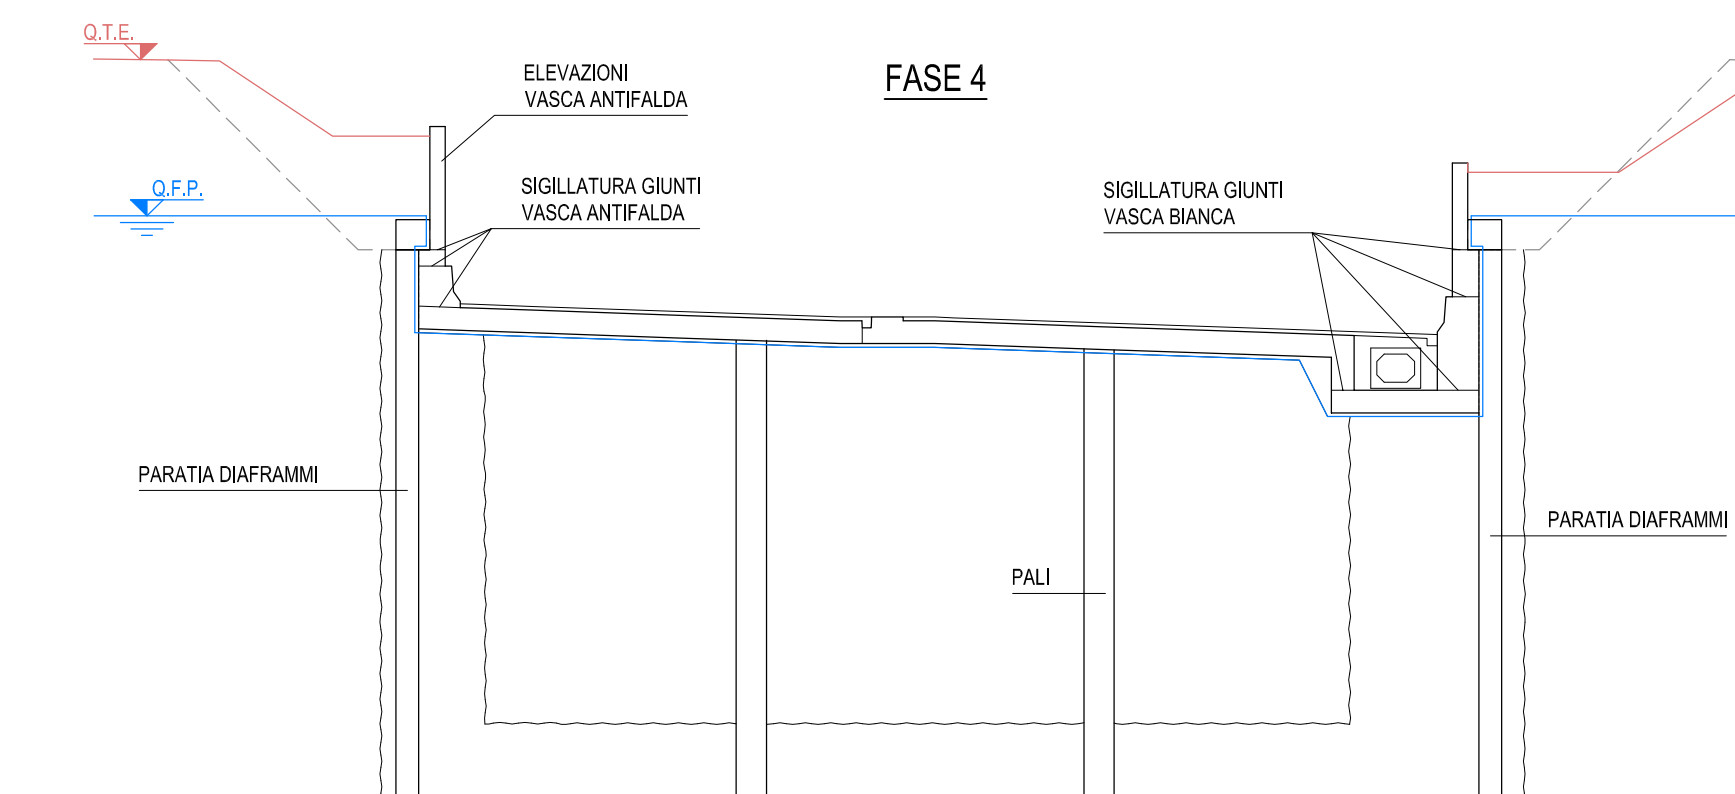 Q.T.E.
ELEVAZIONI
VASCA ANTIFALDA
FASE 4
Q.F.P.
SIGILLATURA GIUNTI
VASCA ANTIFALDA
SIGILLATURA GIUNTI
VASCA BIANCA
PARATIA DIAFRAMMI
PARATIA DIAFRAMMI
PALI